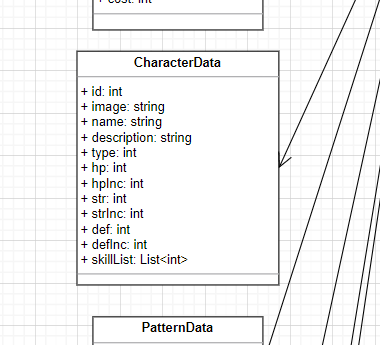 + cost: int
CharacterData
+ id: int
+ image: string
+ name: string
+ description: string
+ type: int
+ hp: int
+ hpInc: int
+ str: int
+ strInc: int
+ def: int
+ defInc: int
+ skillList: List<int>
PatternData